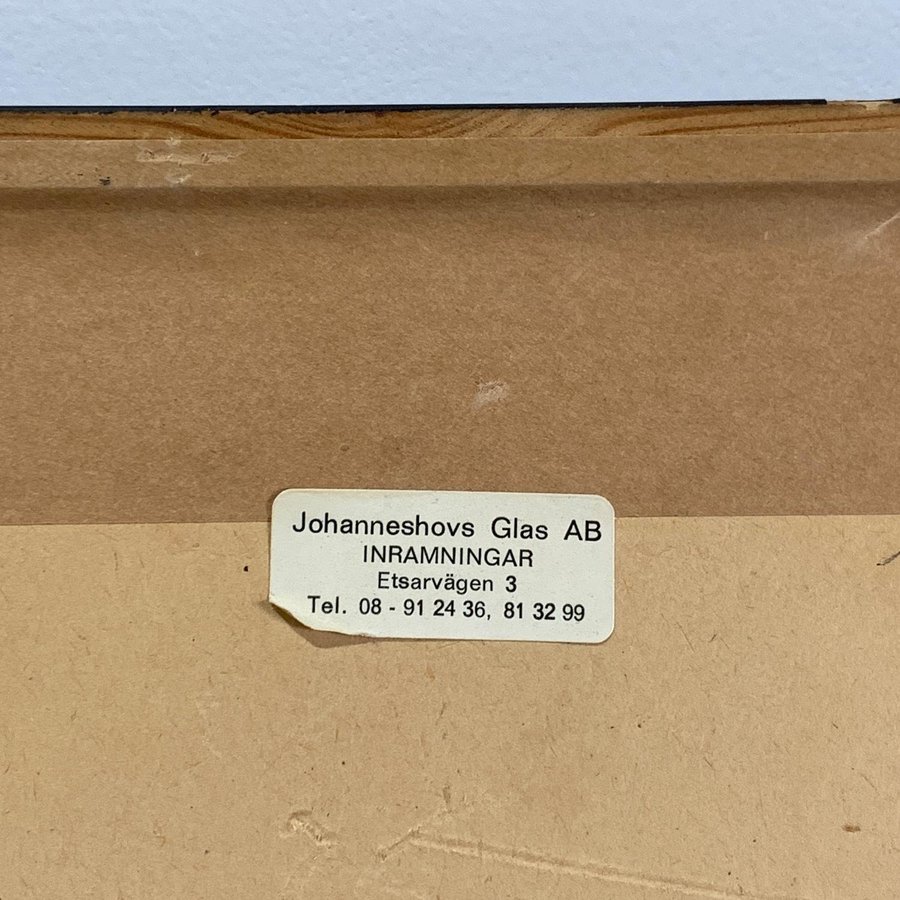 Johanneshovs Glas AB
INRAMNINGAR
Etsarvägen 3
Tel. 08 - 91 24 36, 81 32 99